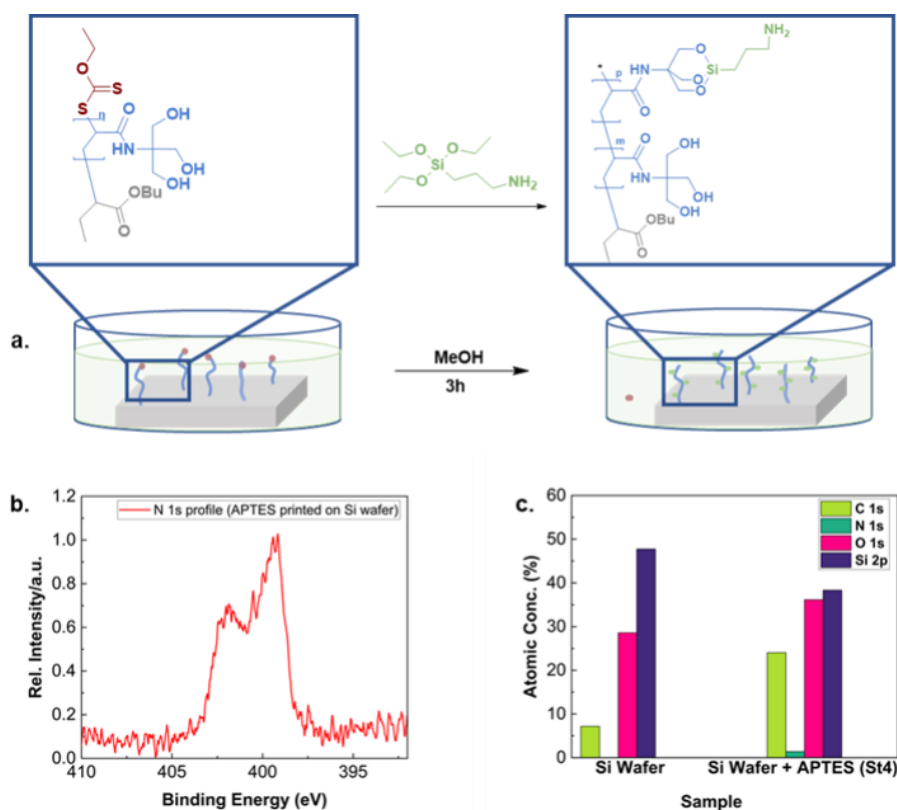 O
S
S
n
O
HN
OH
OH
OH
OBu
O
O
O
Si
O
NH2
NH2
*
p
HN
O
O
O
O
Si
m
O
HN
OH
OH
OH
OBu
O
a.
MeOH
3h
b.
N 1s profile (APTES printed on Si wafer)
Rel. Intensity/a.u.
1.2
1.0
0.8
0.6
0.4
0.2
0.0
410
405
400
395
Binding Energy (eV)
c.
C 1s
N 1s
O 1s
Si 2p
Atomic Conc. (%)
60
50
40
30
20
10
0
Si Wafer
Si Wafer + APTES (St4)
Sample